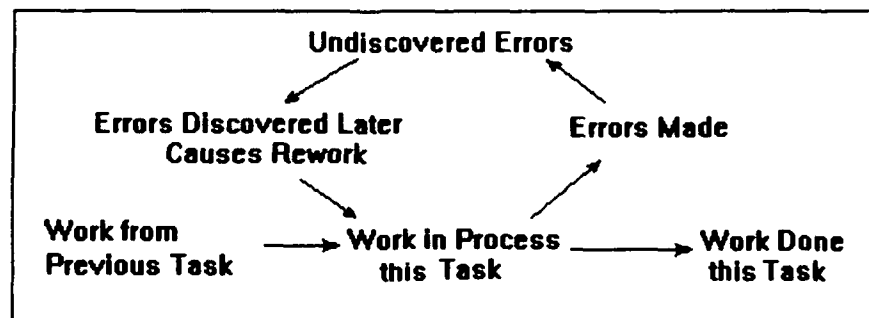 Undiscovered Errors
Errors Discovered Later
Causes Rework
Errors Made
Work from
Previous Task
Work in Process
this Task
Work Done
this Task